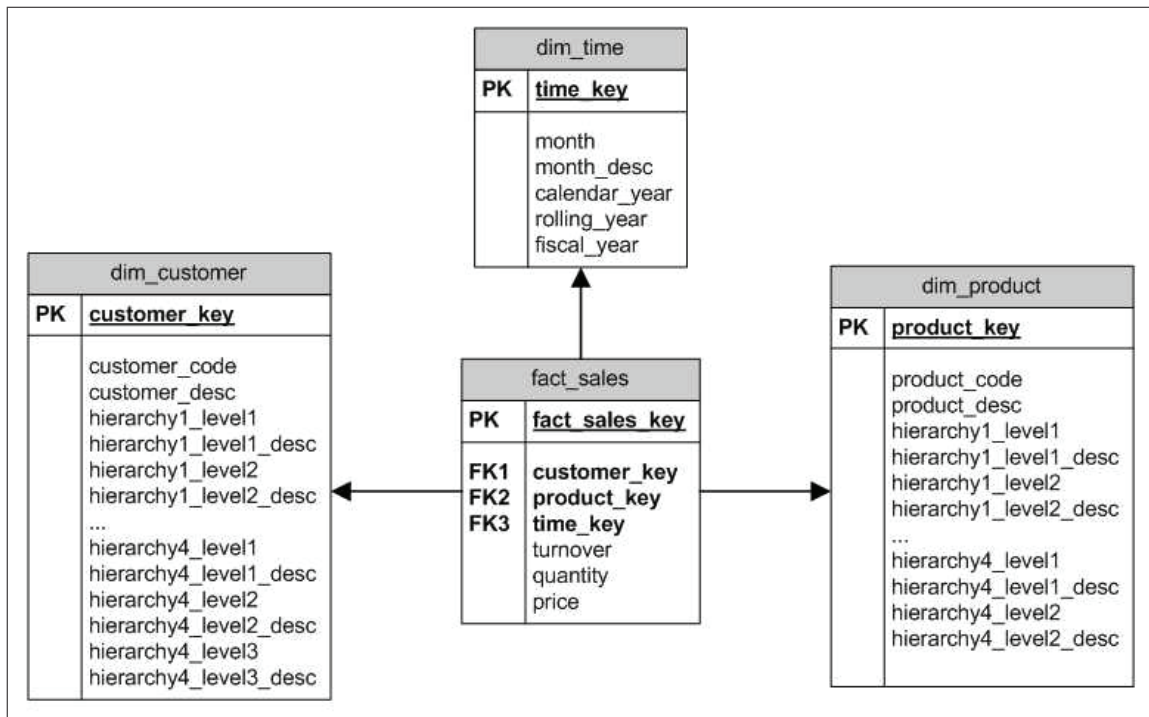 dim_time
PK time_key
month
month_desc
calendar_year
rolling_year
fiscal_year
dim_customer
PK customer_key
customer_code
customer_desc
hierarchy1_level1
hierarchy1_level1_desc
hierarchy1_level2
hierarchy1_level2_desc
...
hierarchy4_level1
hierarchy4_level1_desc
hierarchy4_level2
hierarchy4_level2_desc
hierarchy4_level3
hierarchy4_level3_desc
fact_sales
PK fact_sales_key
FK1 customer_key
FK2 product_key
FK3 time_key
turnover
quantity
price
dim_product
PK product_key
product_code
product_desc
hierarchy1_level1
hierarchy1_level1_desc
hierarchy1_level2
hierarchy1_level2_desc
...
hierarchy4_level1
hierarchy4_level1_desc
hierarchy4_level2
hierarchy4_level2_desc